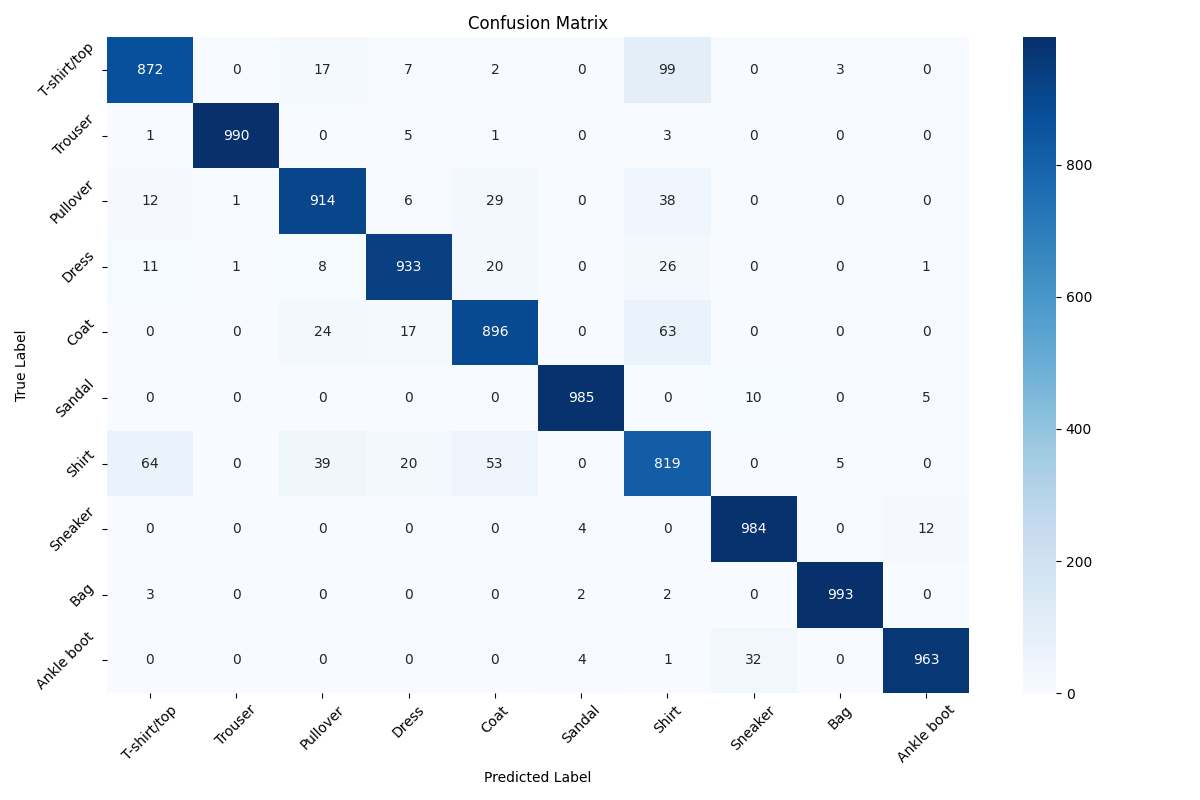 Confusion Matrix
True Label
T-shirt/top 872 0 17 7 2 0 99 0 3 0
Trouser 1 990 0 5 1 0 3 0 0 0
Pullover 12 1 914 6 29 0 38 0 0 0
Dress 11 1 8 933 20 0 26 0 0 1
Coat 0 0 24 17 896 0 63 0 0 0
Sandal 0 0 0 0 0 985 0 10 0 5
Shirt 64 0 39 20 53 0 819 0 5 0
Sneaker 0 0 0 0 0 4 0 984 0 12
Bag 3 0 0 0 0 2 2 0 993 0
Ankle boot 0 0 0 0 0 4 1 32 0 963
T-shirt/top Trouser Pullover Dress Coat Sandal Shirt Sneaker Bag Ankle boot
Predicted Label
800
600
400
200
0